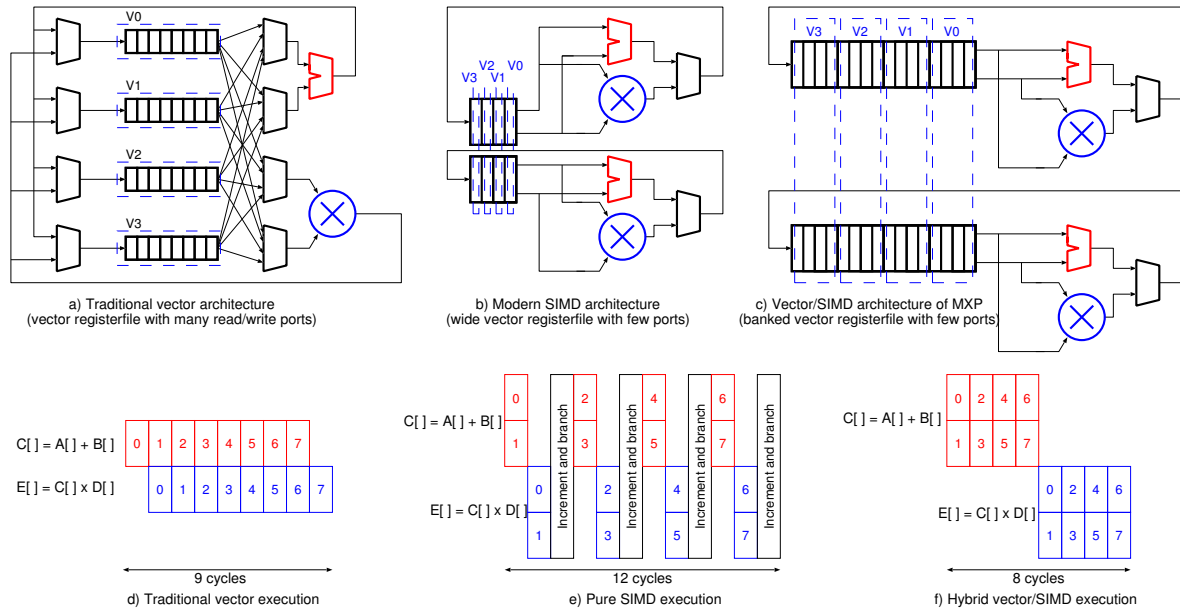 V0
V1
V2
V3
a) Traditional vector architecture
(vector registerfile with many read/write ports)
V3
V2
V1
V0
b) Modern SIMD architecture
(wide vector registerfile with few ports)
V3 V2 V1 V0
c) Vector/SIMD architecture of MXP
(banked vector registerfile with few ports)
C[ ] = A[ ] + B[ ]
0 1 2 3 4 5 6 7
E[ ] = C[ ] x D[ ]
0 1 2 3 4 5 6 7
9 cycles
d) Traditional vector execution
0 2 4 6
C[ ] = A[ ] + B[ ]
1 3 5 7
Increment and branch
Increment and branch
Increment and branch
Increment and branch
0 2 4 6
E[ ] = C[ ] x D[ ]
1 3 5 7
12 cycles
e) Pure SIMD execution
0 2 4 6
C[ ] = A[ ] + B[ ]
1 3 5 7
0 2 4 6
E[ ] = C[ ] x D[ ]
1 3 5 7
8 cycles
f) Hybrid vector/SIMD execution